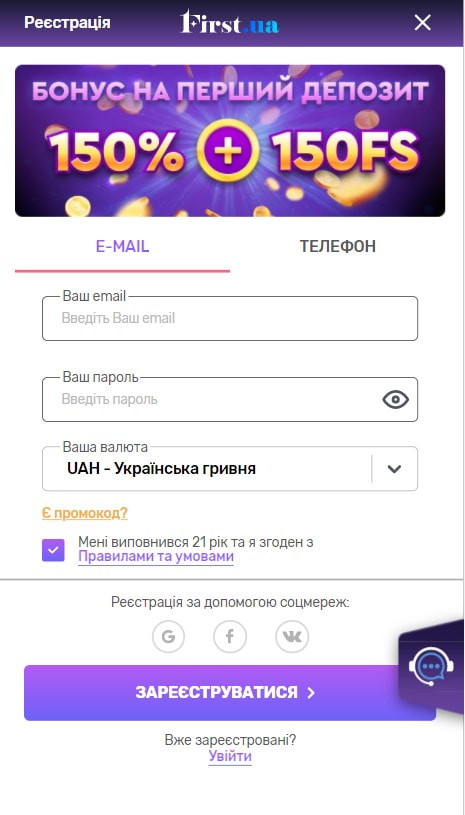 Реєстрація
First.ua
БОНУС НА ПЕРШИЙ ДЕПОЗИТ
150% + 150FS
E-MAIL
ТЕЛЕФОН
Ваш email
Введіть Ваш email
Ваш пароль
Введіть пароль
Ваша валюта
UAH - Українська гривня
Є промокод?
Мені виповнився 21 рік та я згоден з
Правилами та умовами
Реєстрація за допомогою соцмереж:
ЗАРЕЄСТРУВАТИСЯ
Вже зареєстровані?
Увійти